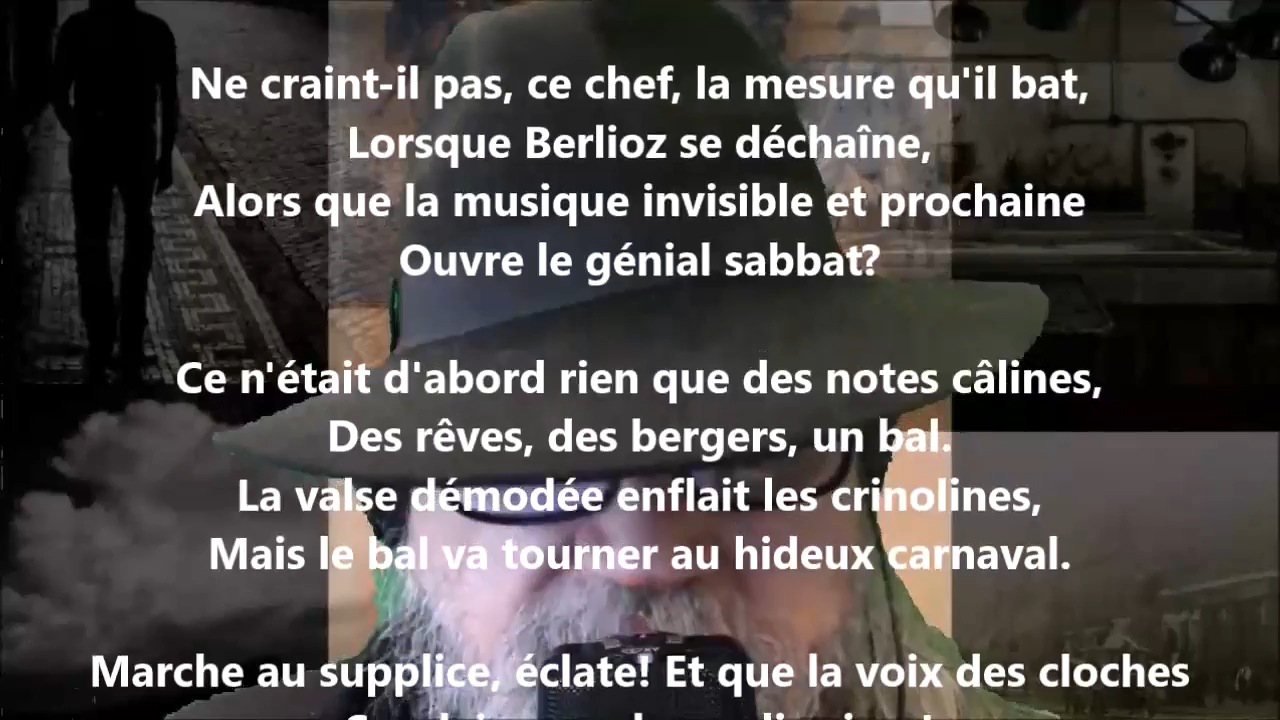 Ne craint-il pas, ce chef, la mesure qu'il bat,
Lorsque Berlioz se déchaîne,
Alors que la musique invisible et prochaine
Ouvre le génial sabbat?
Ce n'était d'abord rien que des notes câlines,
Des rêves, des bergers, un bal.
La valse démodée enflait les crinolines,
Mais le bal va tourner au hideux carnaval.
Marche au supplice, éclate! Et que la voix des cloches